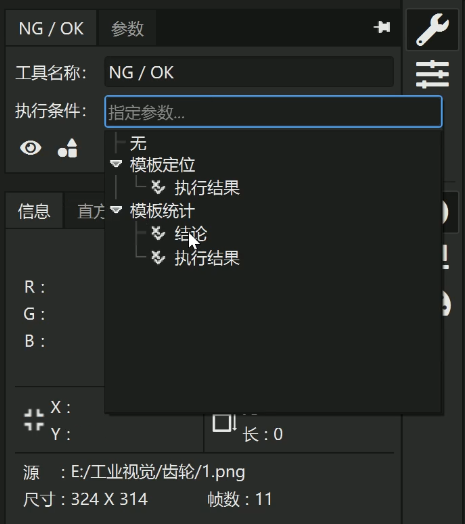 NG / OK 参数
工具名称： NG / OK
执行条件： 指定参数...
无
模板定位
执行结果
模板统计
结论
执行结果
信息 直方
R：
G：
B：
X：
Y：
长：0
源 ：E:/工业视觉/齿轮/1.png
尺寸：324 X 314 帧数：11